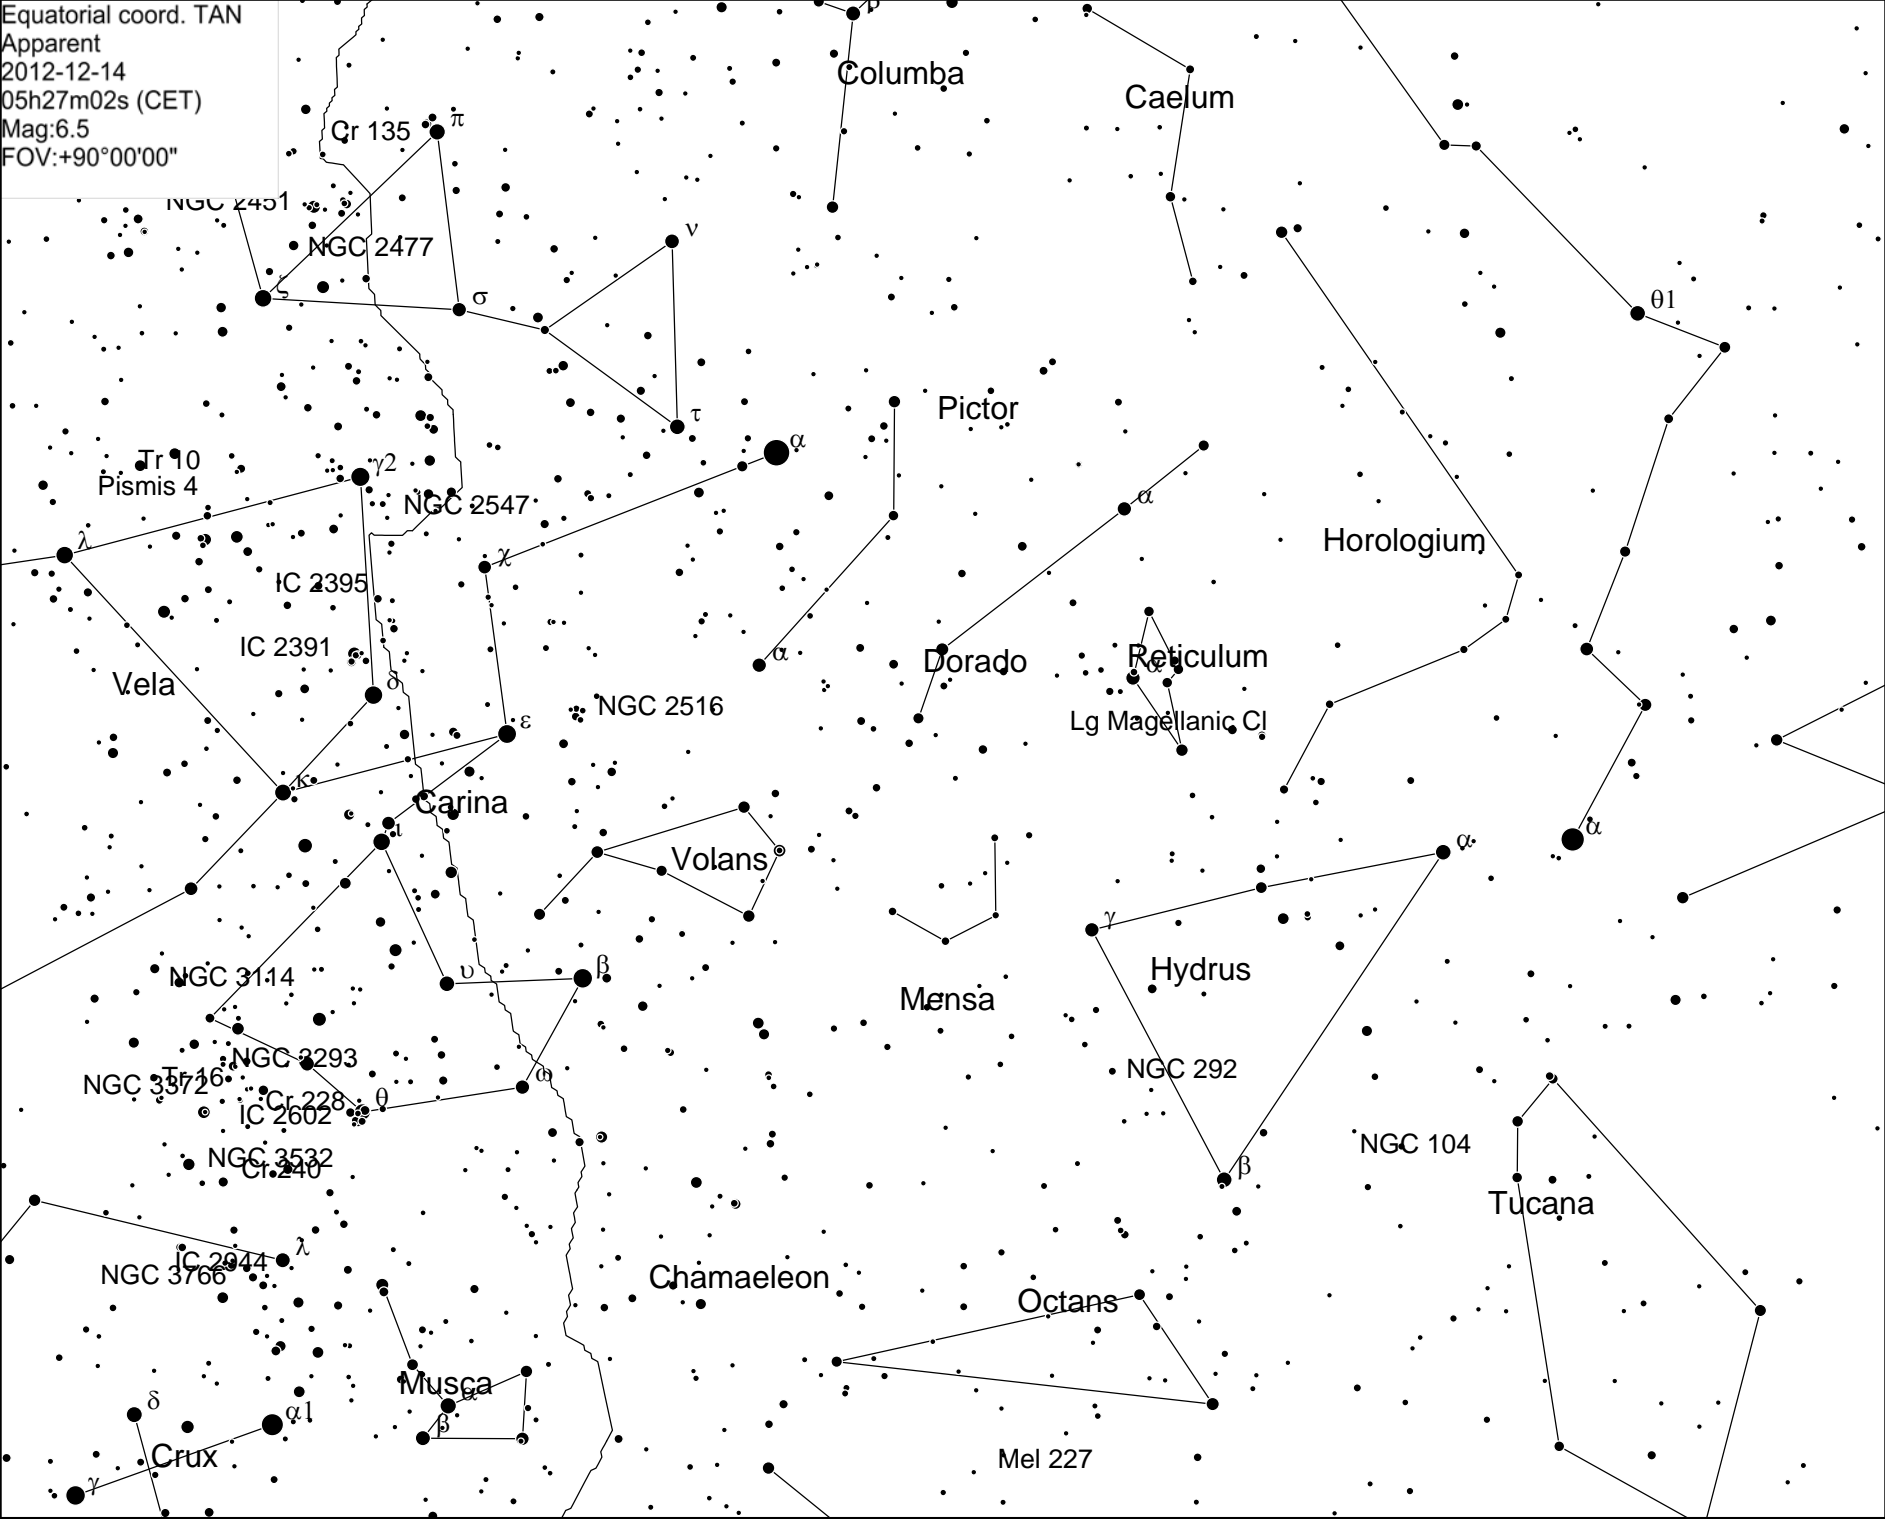 Equatorial coord. TAN
Apparent
2012-12-14
05h27m02s (CET)
Mag:6.5
FOV:+90°00'00"
β
Columba
Caelum
Cr 135
π
NGC 2451
NGC 2477
ν
ζ
σ
θ1
Pictor
τ
α
Tr 10
γ2
Pismis 4
NGC 2547
α
λ
χ
Horologium
IC 2395
IC 2391
α
Dorado
Reticulum
α
Vela
δ
NGC 2516
Lg Magellanic Cl
ε
κ
Carina
ι
α
α
Volans
γ
υ
β
NGC 3114
Hydrus
Mensa
NGC 3293
Tr 16
NGC 3372
NGC 292
ω
Cr 228
θ
IC 2602
NGC 104
NGC 3532
Cr 240
β
Tucana
λ
IC 2944
NGC 3766
Chamaeleon
Octans
Musca
α
δ
α1
β
Crux
Mel 227
γ